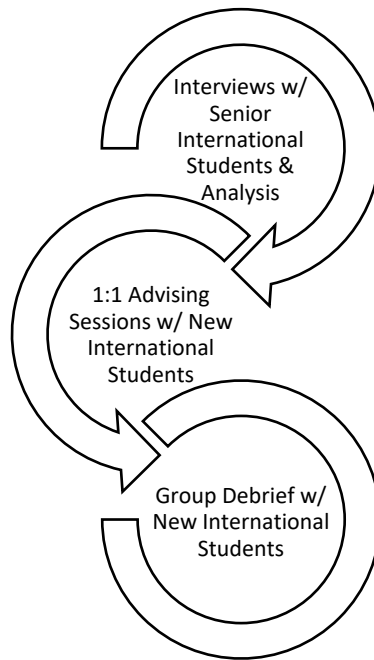 Interviews w/
Senior
International
Students &
Analysis
1:1 Advising
Sessions w/ New
International
Students
Group Debrief w/
New International
Students